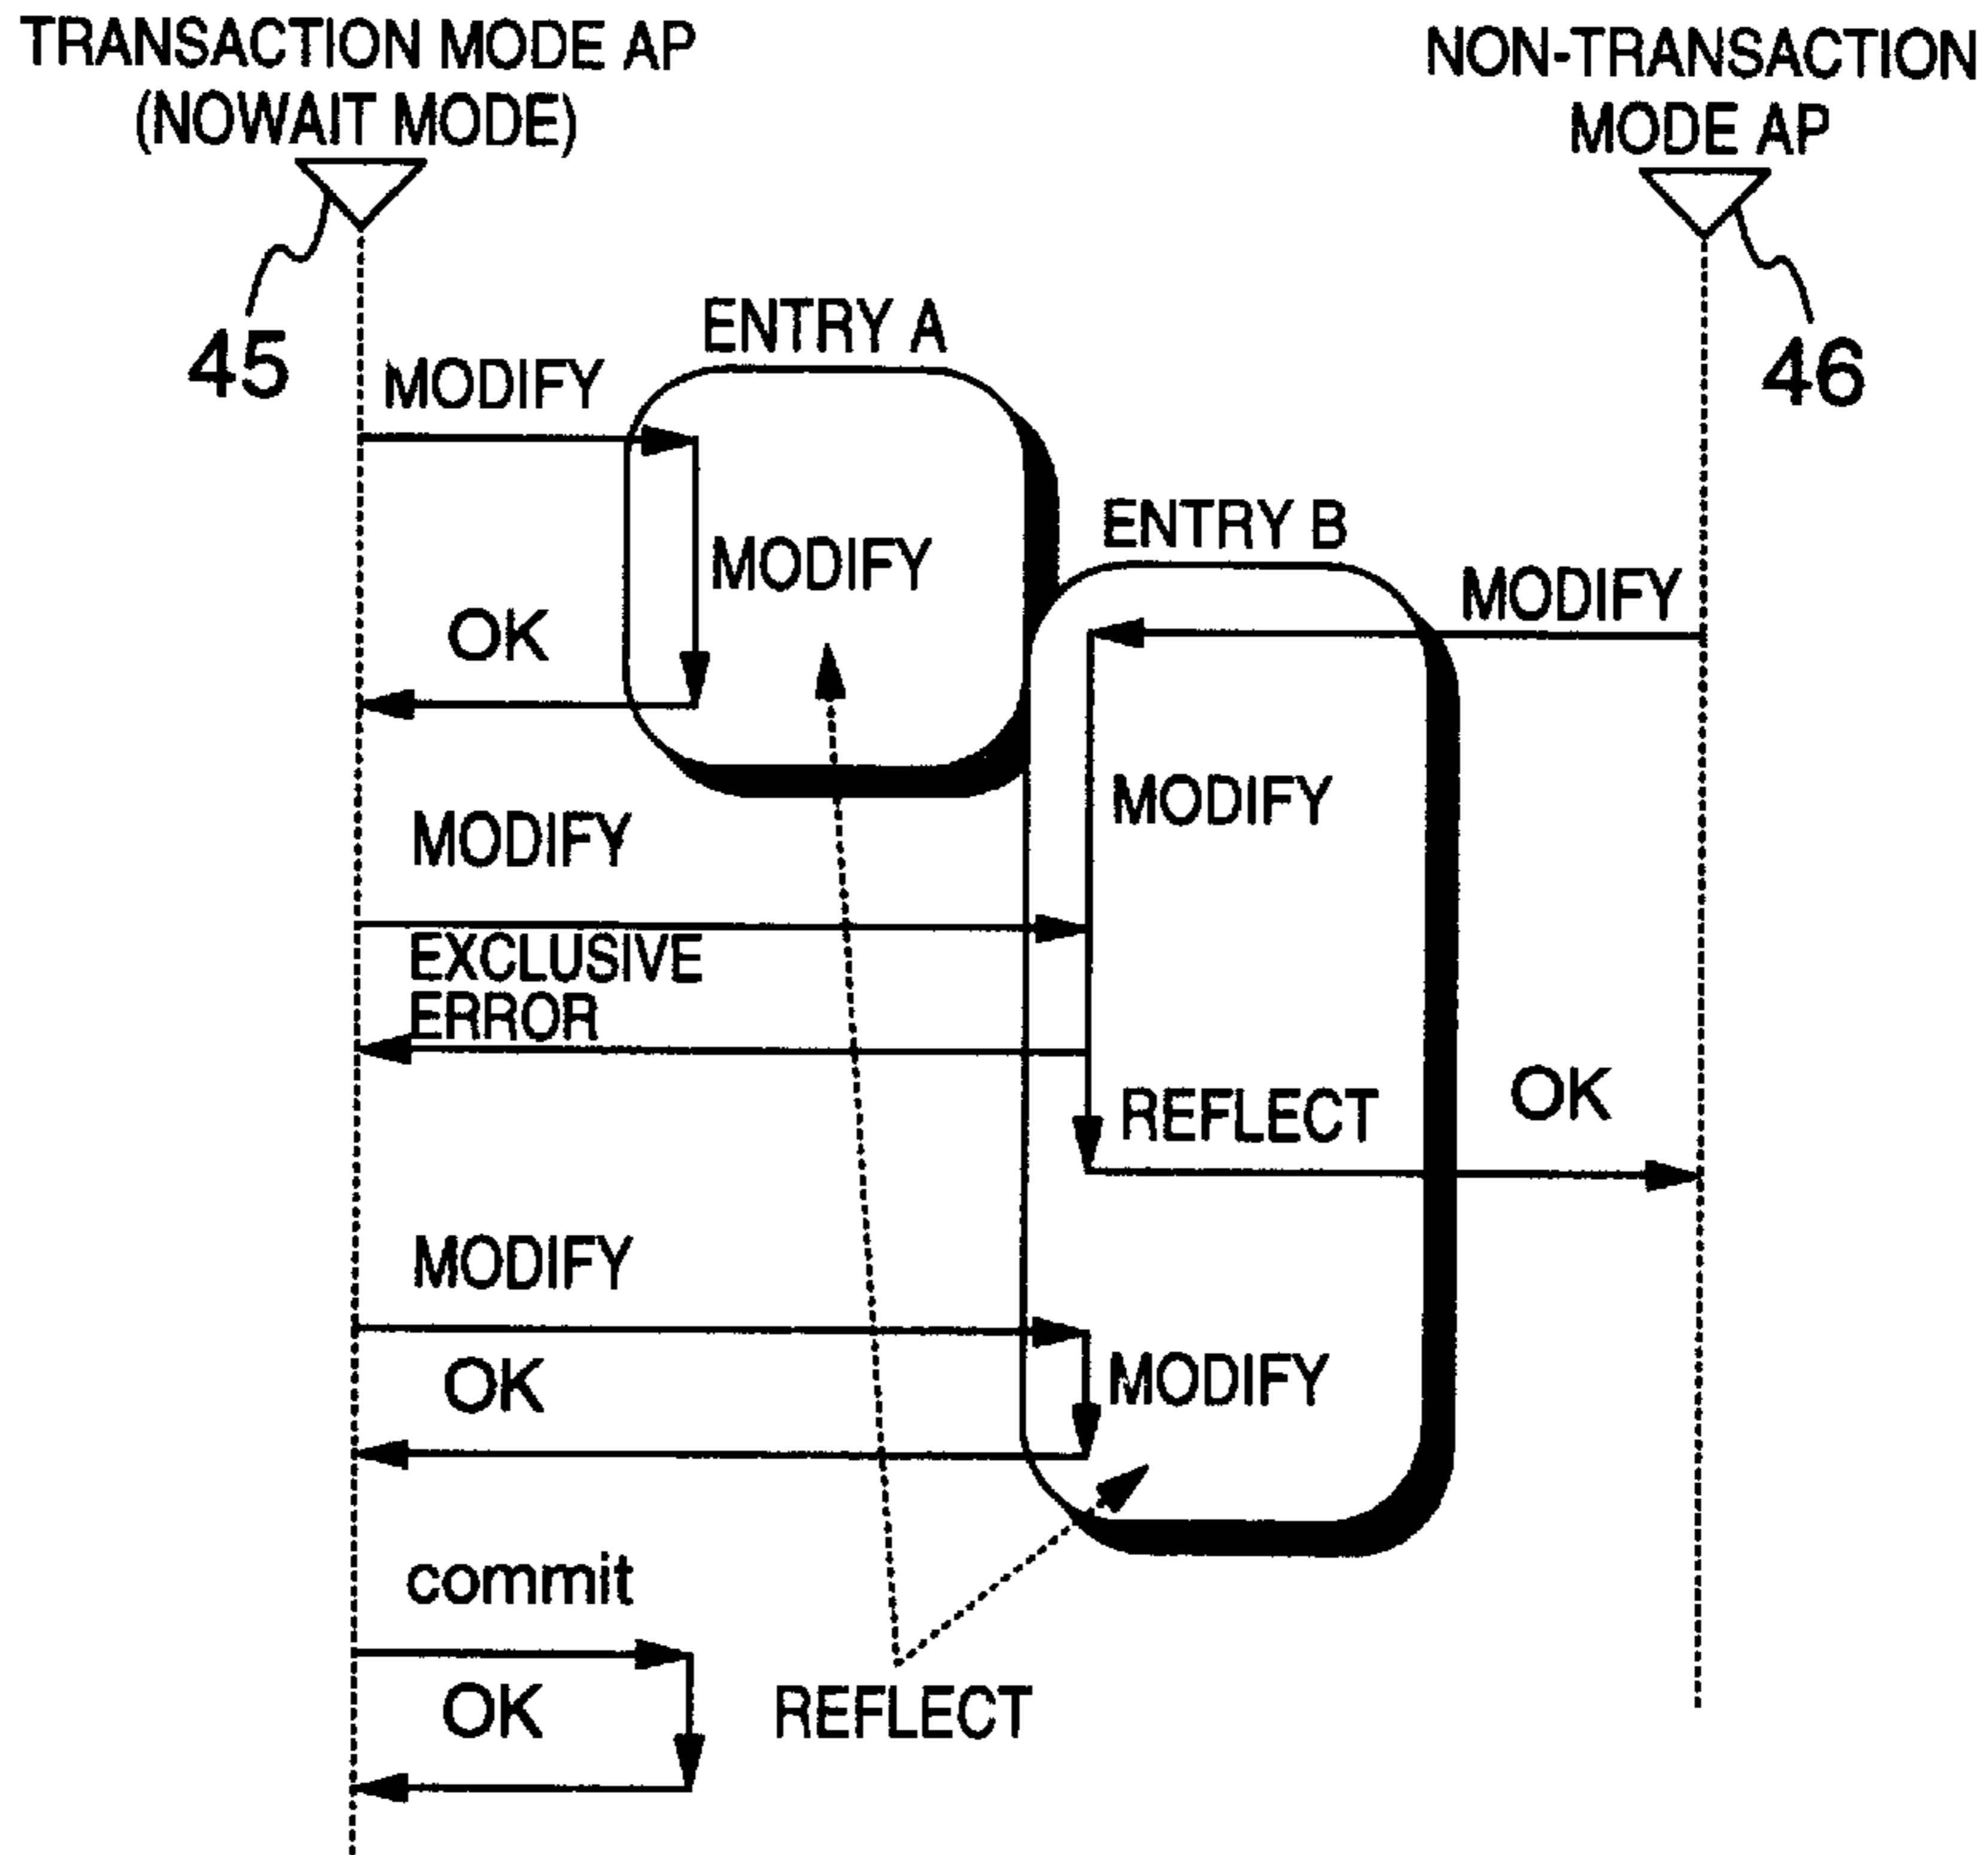 TRANSACTION MODE AP
(NOWAIT MODE)
NON-TRANSACTION
MODE AP
45
46
ENTRY A
MODIFY
MODIFY
OK
ENTRY B
MODIFY
MODIFY
MODIFY
EXCLUSIVE
ERROR
REFLECT
OK
MODIFY
MODIFY
OK
commit
OK
REFLECT